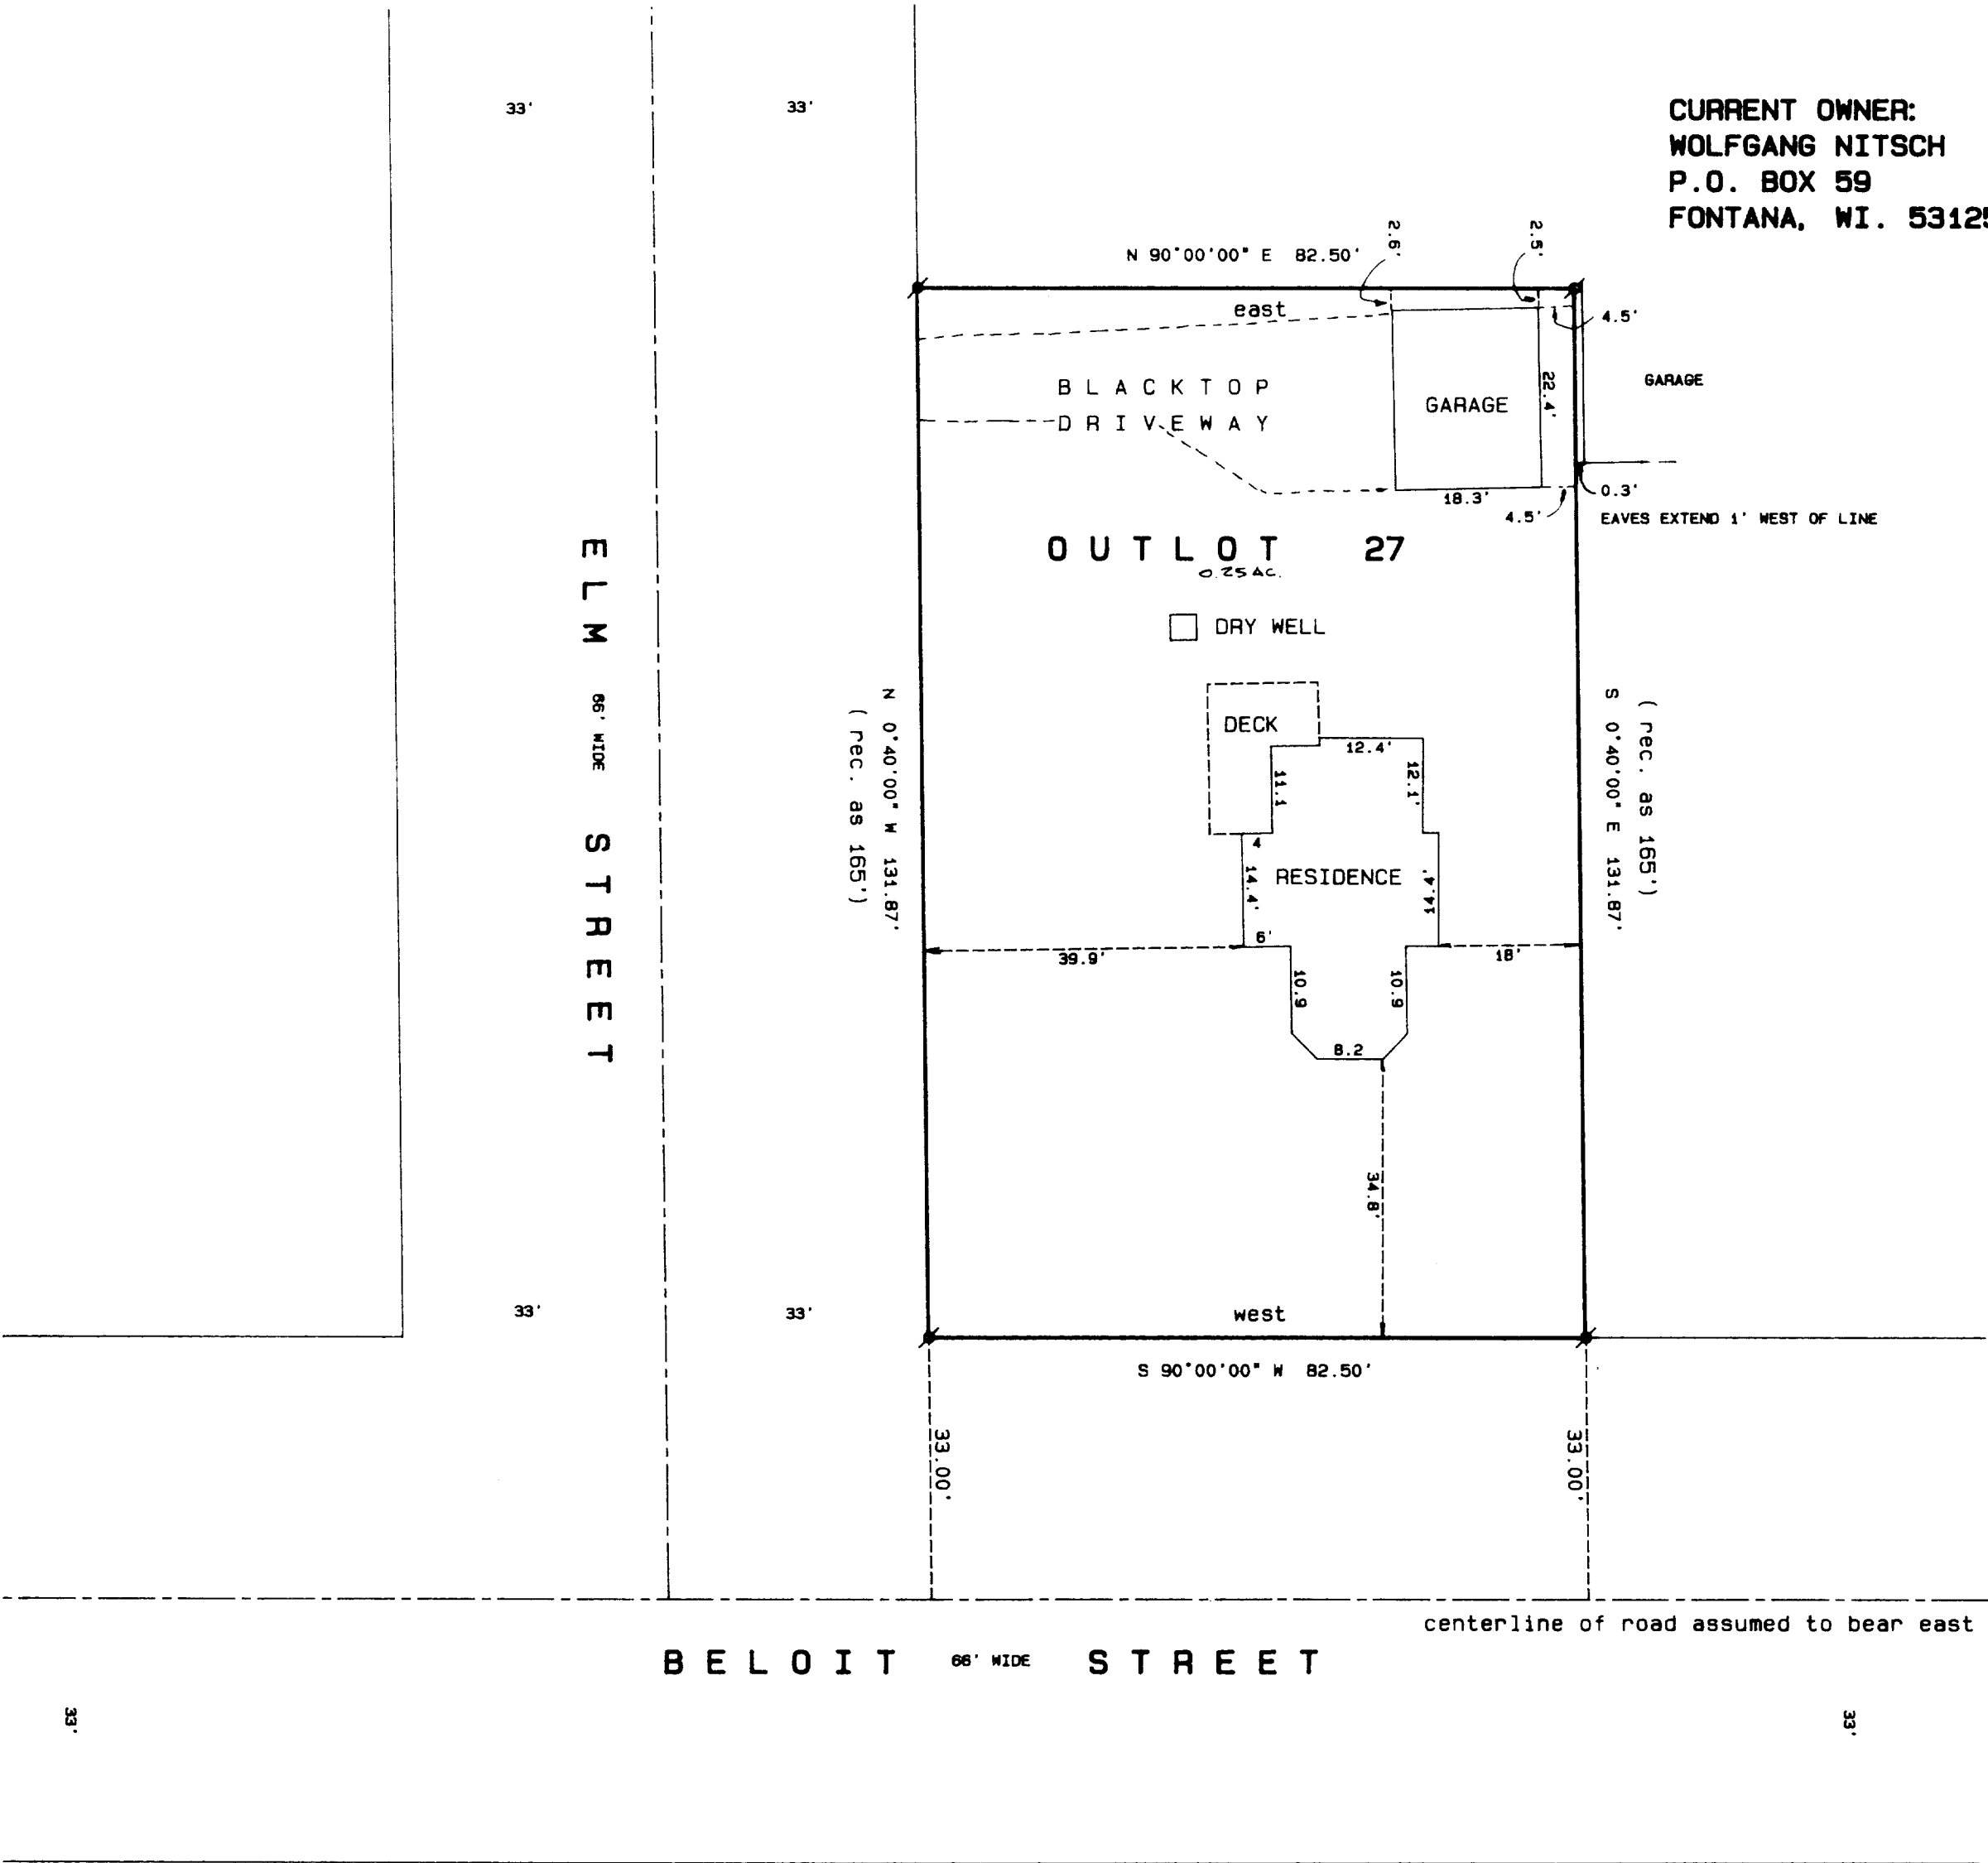 33'
33'
CURRENT OWNER:
WOLFGANG NITSCH
P.O. BOX 59
FONTANA, WI. 53125
N 90°00'00" E 82.50'
2.6'
2.5'
east
4.5'
BLACKTOP
DRIVEWAY
GARAGE
22.4'
GARAGE
18.3'
4.5'
0.3'
EAVES EXTEND 1' WEST OF LINE
OUTLOT 27
0.25 AC.
DRY WELL
ELM 66' WIDE STREET
N 0°40'00" W 131.87'
(rec. as 165')
S 0°40'00" E 131.87'
(rec. as 165')
DECK
12.4'
11.1
12.1'
4
14.4'
RESIDENCE
14.4'
6'
39.9'
18'
10.9
10.9
8.2
34.8'
33'
33'
west
S 90°00'00" W 82.50'
33.00'
33.00'
centerline of road assumed to bear east
BELOIT 66' WIDE STREET
33'
33'